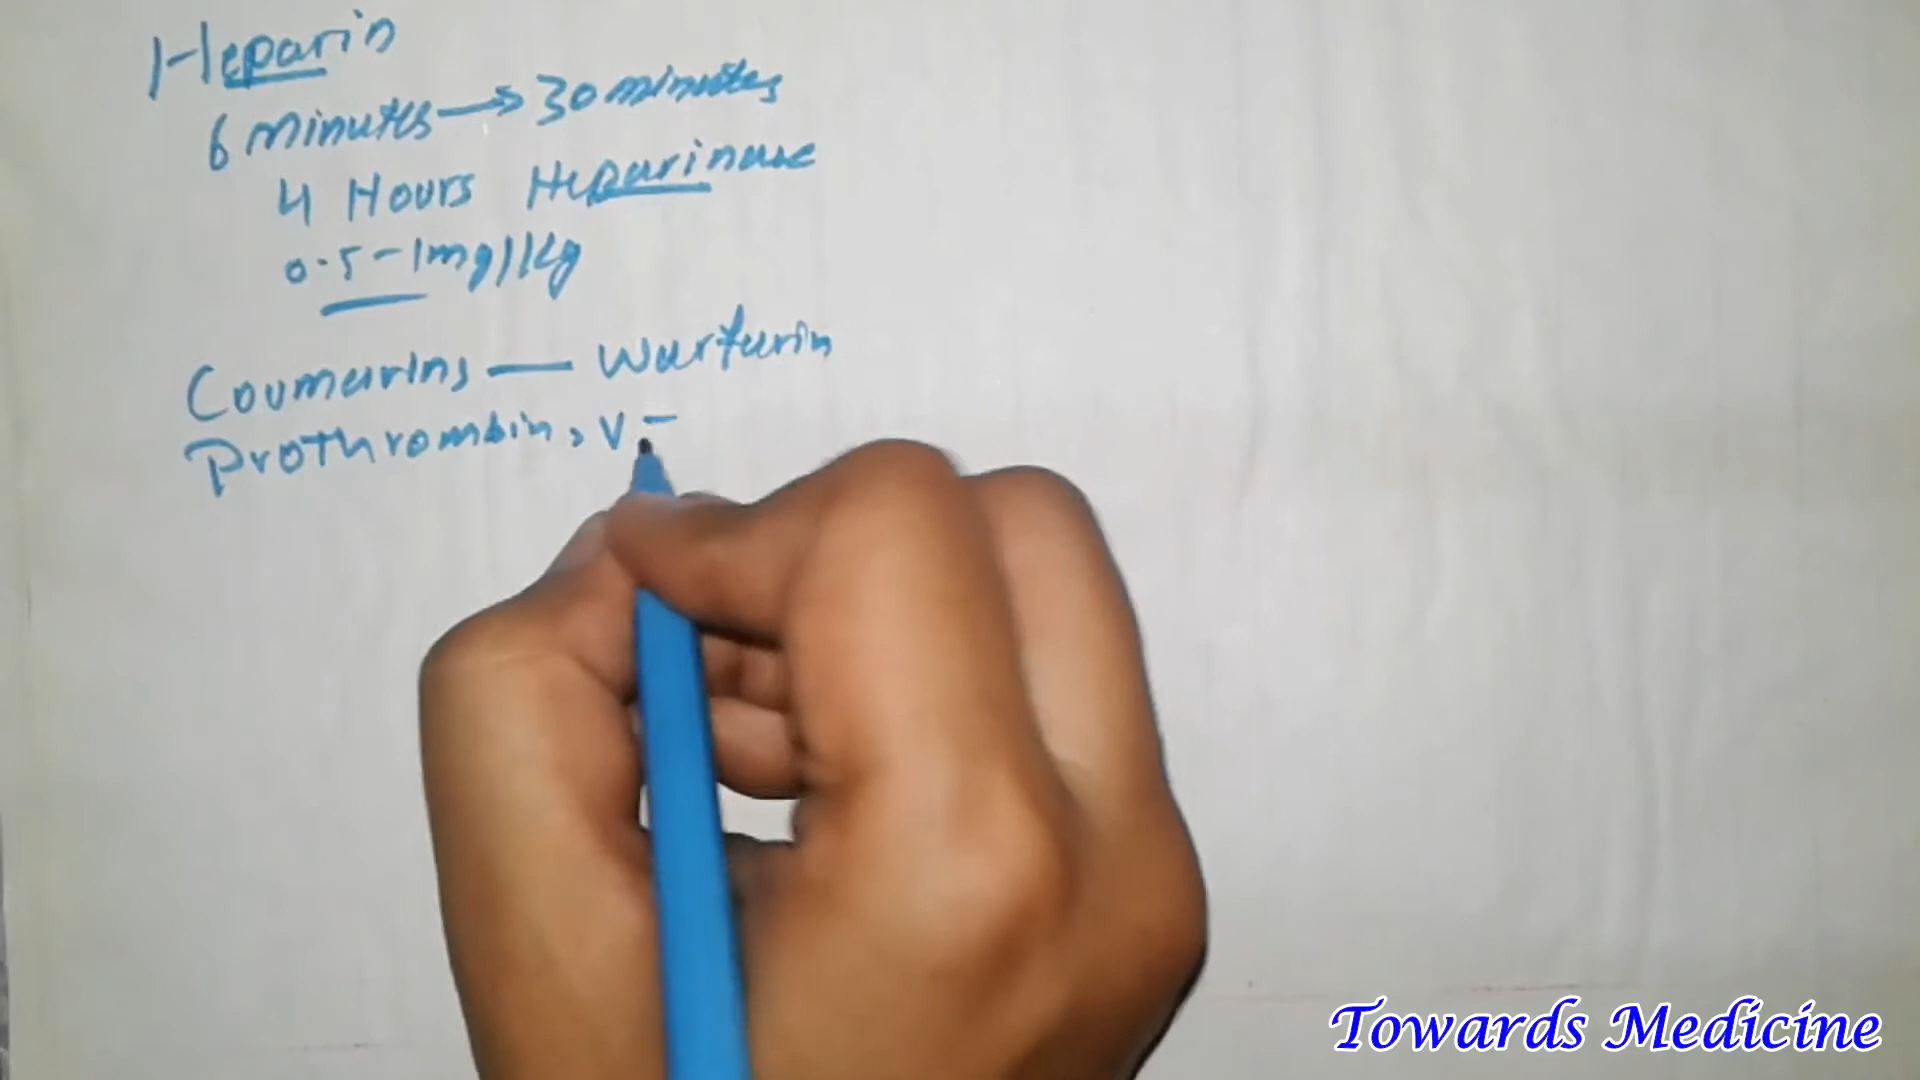 Heparin
6 minutes → 30 minutes
4 Hours Heparinase
0.5-1mg/Kg
Coumarins — Warfarin
Prothrombin, V
Towards Medicine